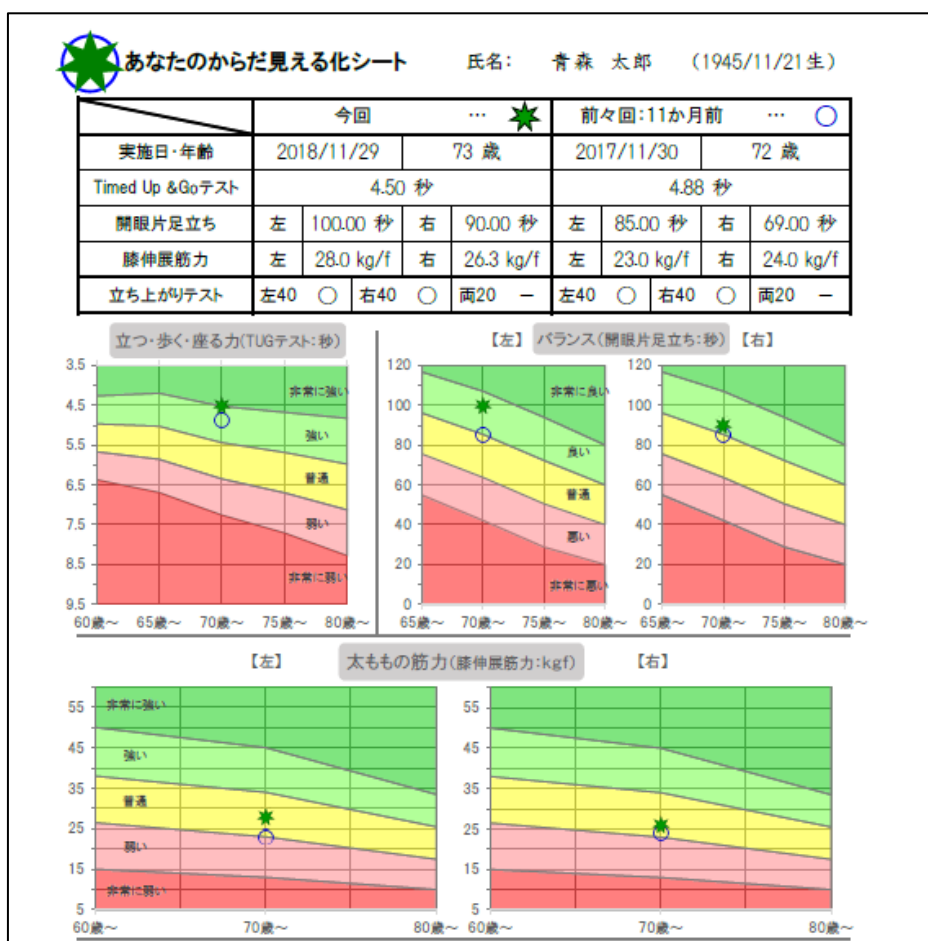 あなたのからだ見える化シート 氏名: 青森 太郎 (1945/11/21生)
今回 … 前々回:11か月前 … ○
実施日・年齢 2018/11/29 73 歳 2017/11/30 72 歳
Timed Up &Goテスト 4.50 秒 4.88 秒
開眼片足立ち 左 100.00 秒 右 90.00 秒 左 85.00 秒 右 69.00 秒
膝伸展筋力 左 28.0 kg/f 右 26.3 kg/f 左 23.0 kg/f 右 24.0 kg/f
立ち上がりテスト 左40 ○ 右40 ○ 両20 － 左40 ○ 右40 ○ 両20 －
立つ・歩く・座る力(TUGテスト:秒)
3.5
4.5
5.5
6.5
7.5
8.5
9.5
非常に強い
強い
普通
弱い
非常に弱い
60歳～ 65歳～ 70歳～ 75歳～ 80歳～
【左】 バランス(開眼片足立ち:秒) 【右】
120
100
80
60
40
20
0
非常に良い
良い
普通
悪い
非常に悪い
65歳～ 70歳～ 75歳～ 80歳～
120
100
80
60
40
20
0
65歳～ 70歳～ 75歳～ 80歳～
【左】 太ももの筋力(膝伸展筋力:kgf) 【右】
55
45
35
25
15
5
非常に強い
強い
普通
弱い
非常に弱い
60歳～ 70歳～ 80歳～
55
45
35
25
15
5
60歳～ 70歳～ 80歳～